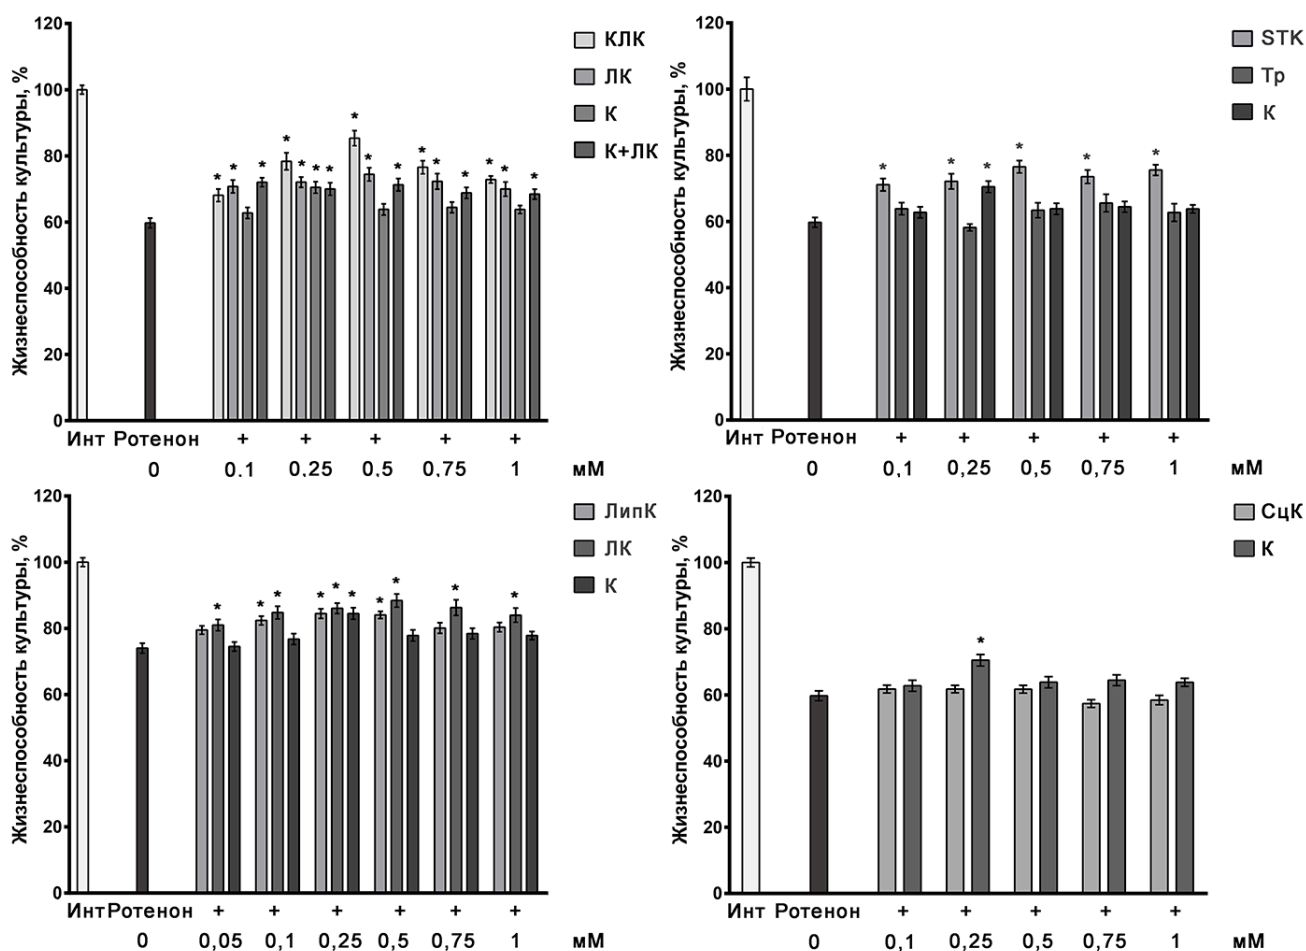 Жизнеспособность культуры, %
120
100
80
60
40
20
0
КЛК
ЛК
К
К+ЛК
* * * * * * * * * * * * * * * * *
Инт Ротенон + + + + +
0 0,1 0,25 0,5 0,75 1 мМ
Жизнеспособность культуры, %
120
100
80
60
40
20
0
STK
Тр
К
* * * * * *
Инт Ротенон + + + + +
0 0,1 0,25 0,5 0,75 1 мМ
Жизнеспособность культуры, %
120
100
80
60
40
20
0
ЛипК
ЛК
К
* * * * * * * * * *
Инт Ротенон + + + + + +
0 0,05 0,1 0,25 0,5 0,75 1 мМ
Жизнеспособность культуры, %
120
100
80
60
40
20
0
СцК
К
*
Инт Ротенон + + + + +
0 0,1 0,25 0,5 0,75 1 мМ